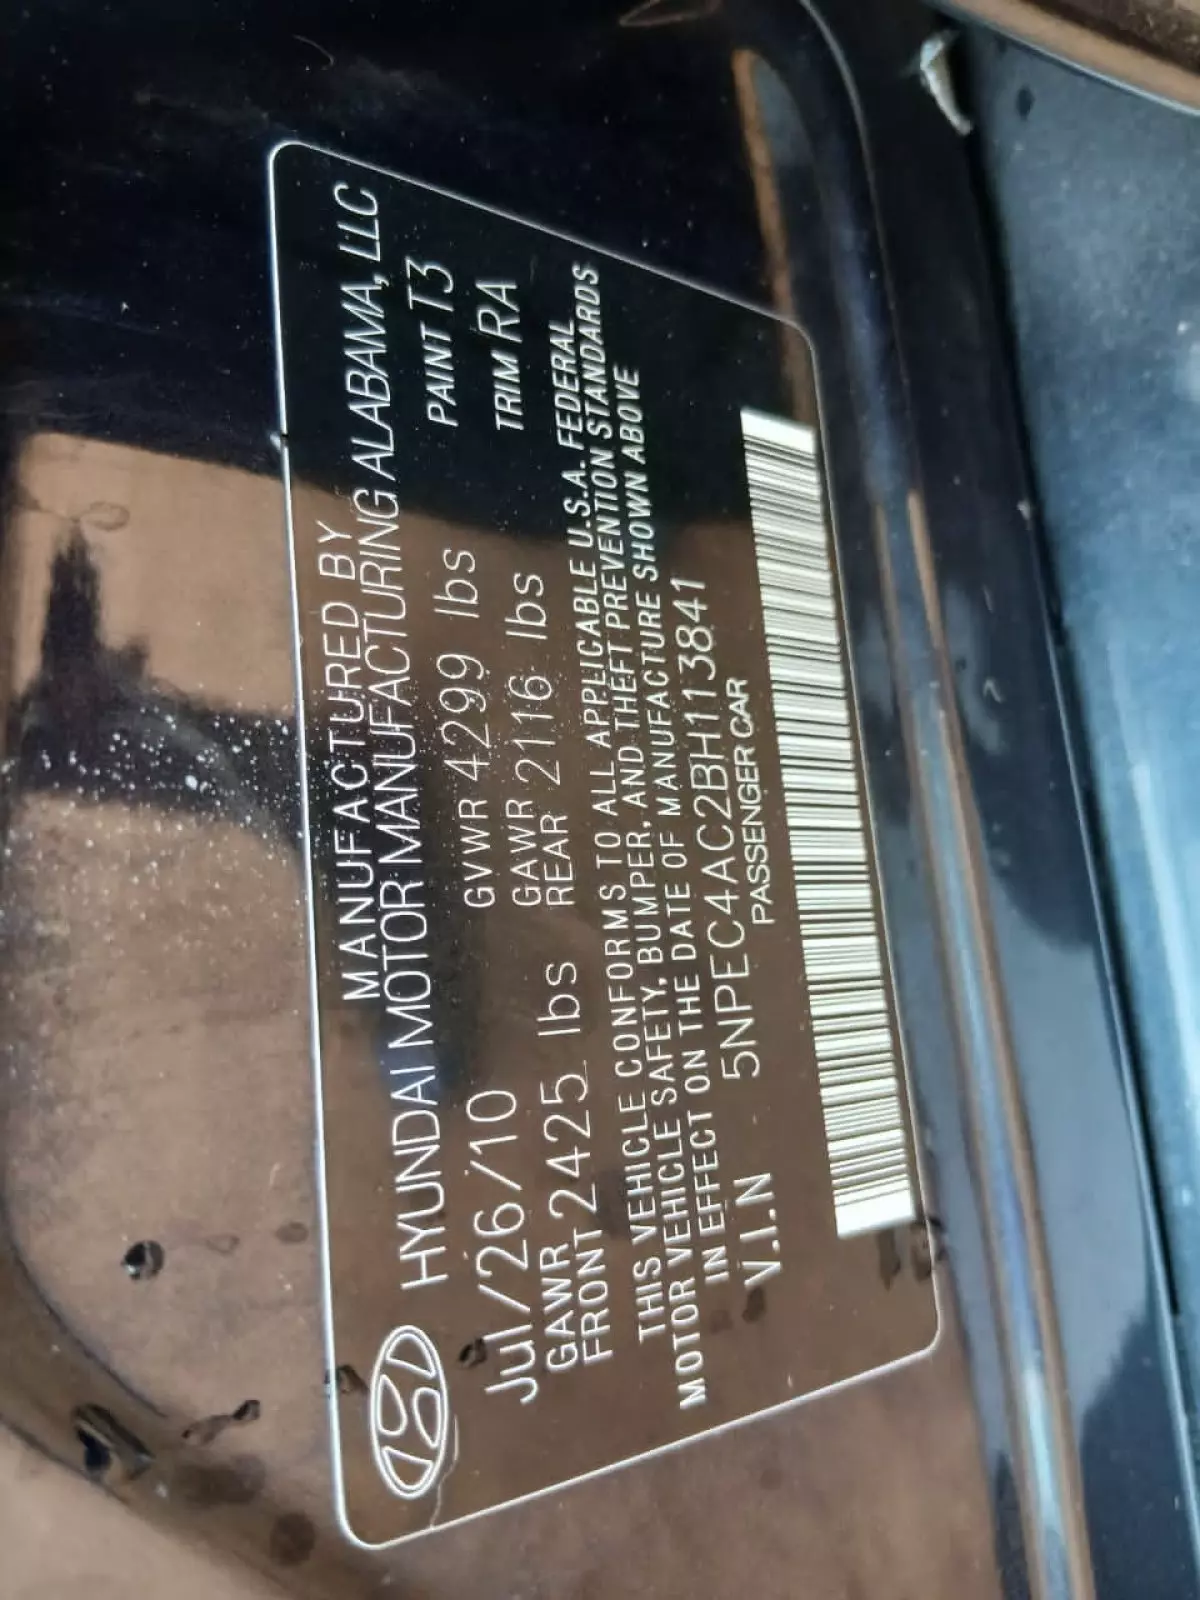 MANUFACTURED BY
HYUNDAI MOTOR MANUFACTURING ALABAMA, LLC
Jul/26/10 GVWR 4299 lbs PAINT T3
GAWR FRONT 2425 lbs GAWR REAR 2116 lbs TRIM RA
THIS VEHICLE CONFORMS TO ALL APPLICABLE U.S.A. FEDERAL
MOTOR VEHICLE SAFETY, BUMPER, AND THEFT PREVENTION STANDARDS
IN EFFECT ON THE DATE OF MANUFACTURE SHOWN ABOVE
V.I.N 5NPEC4AC2BH113841
PASSENGER CAR